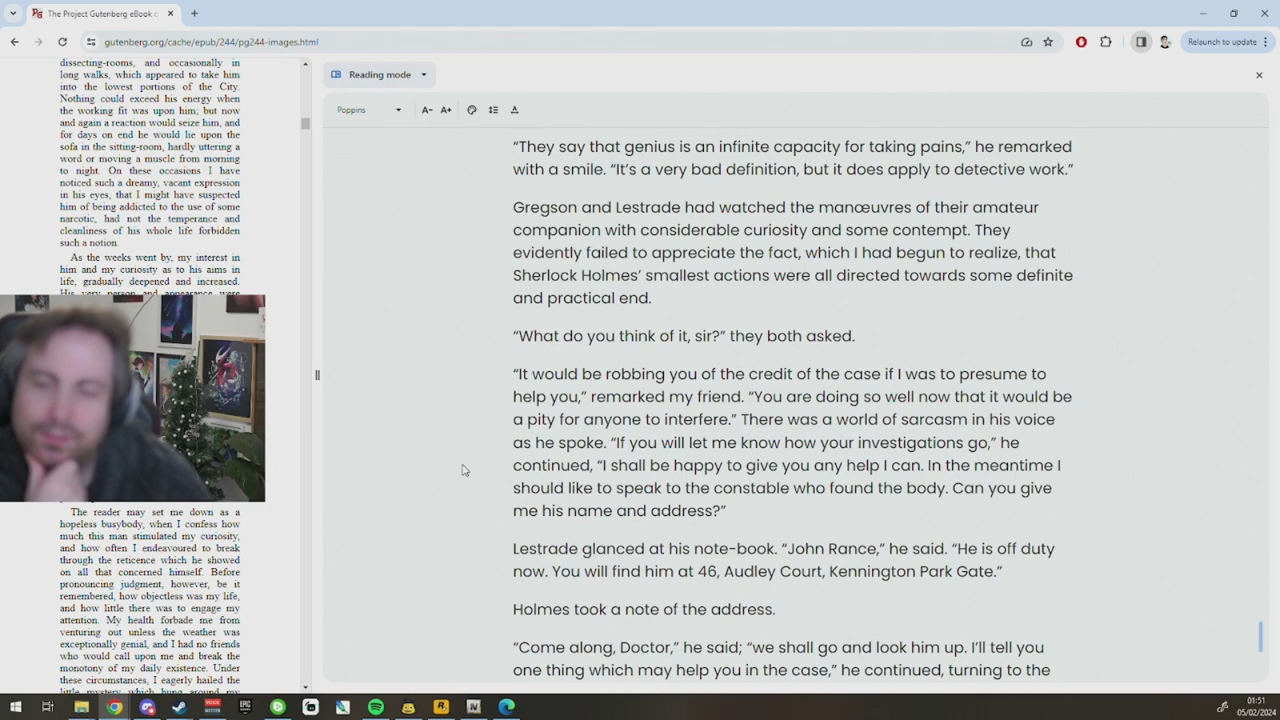 The Project Gutenberg eBook o
gutenberg.org/cache/epub/244/pg244-images.html
Relaunch to update
dissecting-rooms, and occasionally in
long walks, which appeared to take him
into the lowest portions of the City.
Nothing could exceed his energy when
the working fit was upon him; but now
and again a reaction would seize him, and
for days on end he would lie upon the
sofa in the sitting-room, hardly uttering a
word or moving a muscle from morning
to night. On these occasions I have
noticed such a dreamy, vacant expression
in his eyes, that I might have suspected
him of being addicted to the use of some
narcotic, had not the temperance and
cleanliness of his whole life forbidden
such a notion.
As the weeks went by, my interest in
him and my curiosity as to his aims in
life, gradually deepened and increased.
His very person and appearance were
The reader may set me down as a
hopeless busybody, when I confess how
much this man stimulated my curiosity,
and how often I endeavoured to break
through the reticence which he showed
on all that concerned himself. Before
pronouncing judgment, however, be it
remembered, how objectless was my life,
and how little there was to engage my
attention. My health forbade me from
venturing out unless the weather was
exceptionally genial, and I had no friends
who would call upon me and break the
monotony of my daily existence. Under
these circumstances, I eagerly hailed the
little mystery which hung around my
Reading mode
Poppins
A- A+
“They say that genius is an infinite capacity for taking pains,” he remarked
with a smile. “It’s a very bad definition, but it does apply to detective work.”
Gregson and Lestrade had watched the manœuvres of their amateur
companion with considerable curiosity and some contempt. They
evidently failed to appreciate the fact, which I had begun to realize, that
Sherlock Holmes’ smallest actions were all directed towards some definite
and practical end.
“What do you think of it, sir?” they both asked.
“It would be robbing you of the credit of the case if I was to presume to
help you,” remarked my friend. “You are doing so well now that it would be
a pity for anyone to interfere.” There was a world of sarcasm in his voice
as he spoke. “If you will let me know how your investigations go,” he
continued, “I shall be happy to give you any help I can. In the meantime I
should like to speak to the constable who found the body. Can you give
me his name and address?”
Lestrade glanced at his note-book. “John Rance,” he said. “He is off duty
now. You will find him at 46, Audley Court, Kennington Park Gate.”
Holmes took a note of the address.
“Come along, Doctor,” he said; “we shall go and look him up. I’ll tell you
one thing which may help you in the case,” he continued, turning to the
01:51
05/02/2024